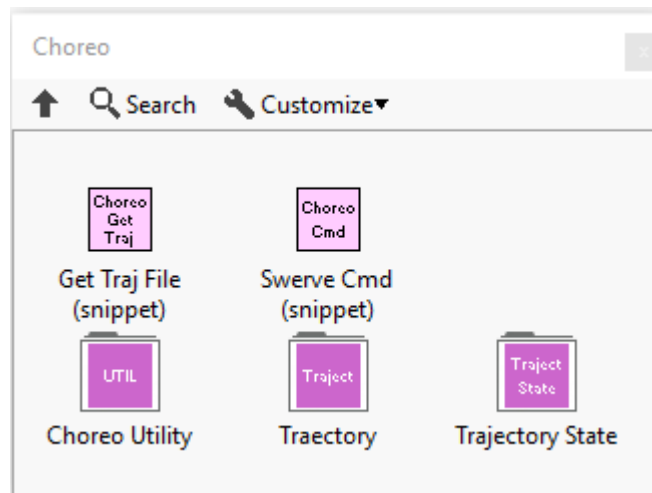 Choreo
x
Search Customize
Choreo
Get
Traj
Choreo
Cmd
Get Traj File
(snippet)
Swerve Cmd
(snippet)
UTIL
Traject
Traject
State
Choreo Utility
Traectory
Trajectory State